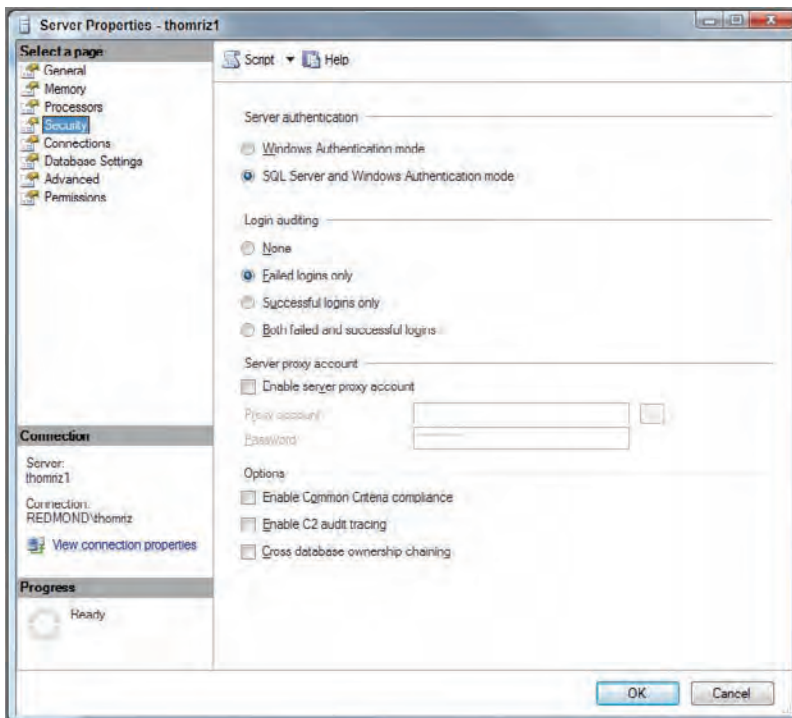 Server Properties - thomriz1
Select a page
General
Memory
Processors
Security
Connections
Database Settings
Advanced
Permissions
Script
Help
Server authentication
Windows Authentication mode
SQL Server and Windows Authentication mode
Login auditing
None
Failed logins only
Successful logins only
Both failed and successful logins
Server proxy account
Enable server proxy account
Proxy account:
Password:
Options
Enable Common Criteria compliance
Enable C2 audit tracing
Cross database ownership chaining
Connection
Server:
thomriz1
Connection:
REDMOND\thomriz
View connection properties
Progress
Ready
OK
Cancel